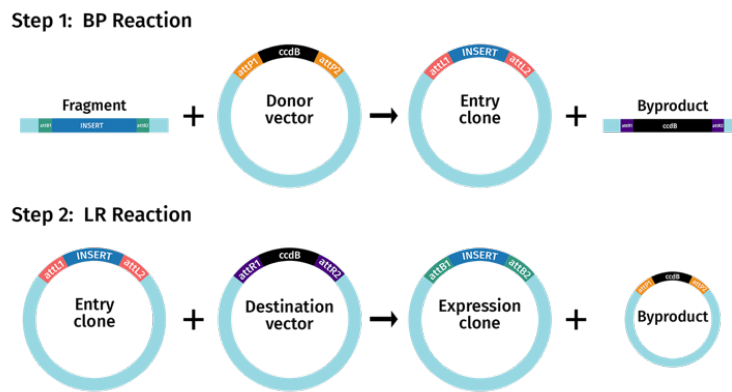 Step 1: BP Reaction
Fragment
attB1 INSERT attB2
+
attP1 ccdB attP2
Donor
vector
attL1 INSERT attL2
Entry
clone
+
Byproduct
attR1 ccdB attR2
Step 2: LR Reaction
attL1 INSERT attL2
Entry
clone
+
attR1 ccdB attR2
Destination
vector
attB1 INSERT attB2
Expression
clone
+
attP1 ccdB attP2
Byproduct